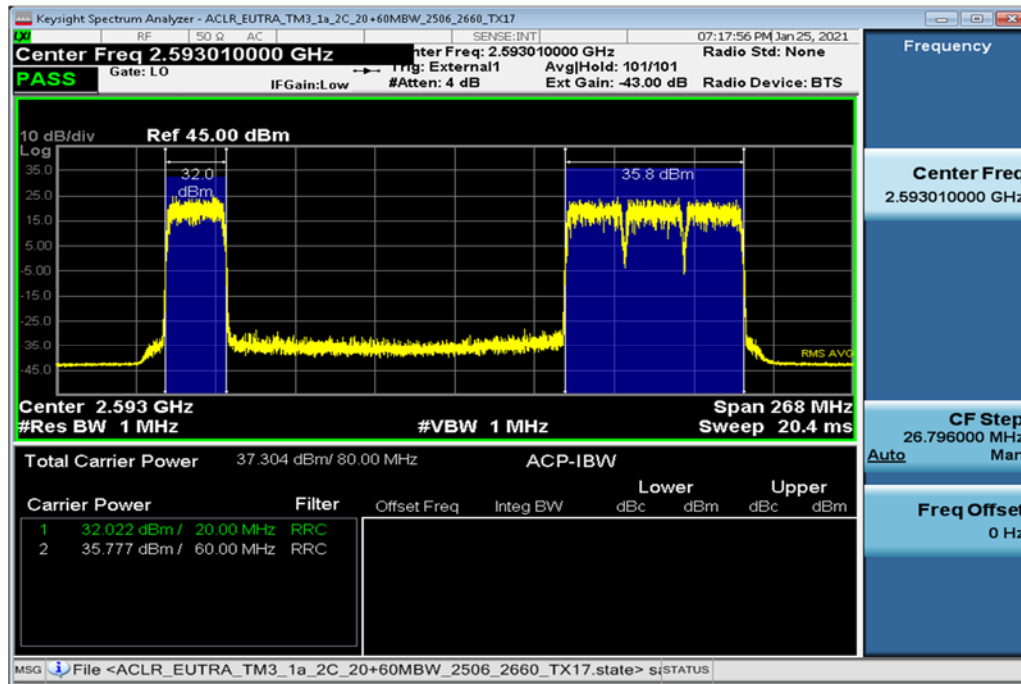 Keysight Spectrum Analyzer - ACLR_EUTRA_TM3_1a_2C_20+60MBW_2506_2660_TX17
LXI RF 50 Ω AC SENSE:INT 07:17:56 PM Jan 25, 2021
Center Freq 2.593010000 GHz
nter Freq: 2.593010000 GHz Radio Std: None
PASS Gate: LO
Trig: External1 Avg|Hold: 101/101
IFGain:Low #Atten: 4 dB Ext Gain: -43.00 dB Radio Device: BTS
10 dB/div Ref 45.00 dBm
Log
35.0
25.0
15.0
5.00
-5.00
-15.0
-25.0
-35.0
-45.0
32.0
dBm
35.8 dBm
RMS AVG
Center 2.593 GHz Span 268 MHz
#Res BW 1 MHz #VBW 1 MHz Sweep 20.4 ms
Total Carrier Power 37.304 dBm/ 80.00 MHz ACP-IBW
Lower Upper
Carrier Power Filter Offset Freq Integ BW dBc dBm dBc dBm
1 32.022 dBm / 20.00 MHz RRC
2 35.777 dBm / 60.00 MHz RRC
MSG File <ACLR_EUTRA_TM3_1a_2C_20+60MBW_2506_2660_TX17.state> sa STATUS
Frequency
Center Freq
2.593010000 GHz
CF Step
26.796000 MHz
Auto Man
Freq Offset
0 Hz